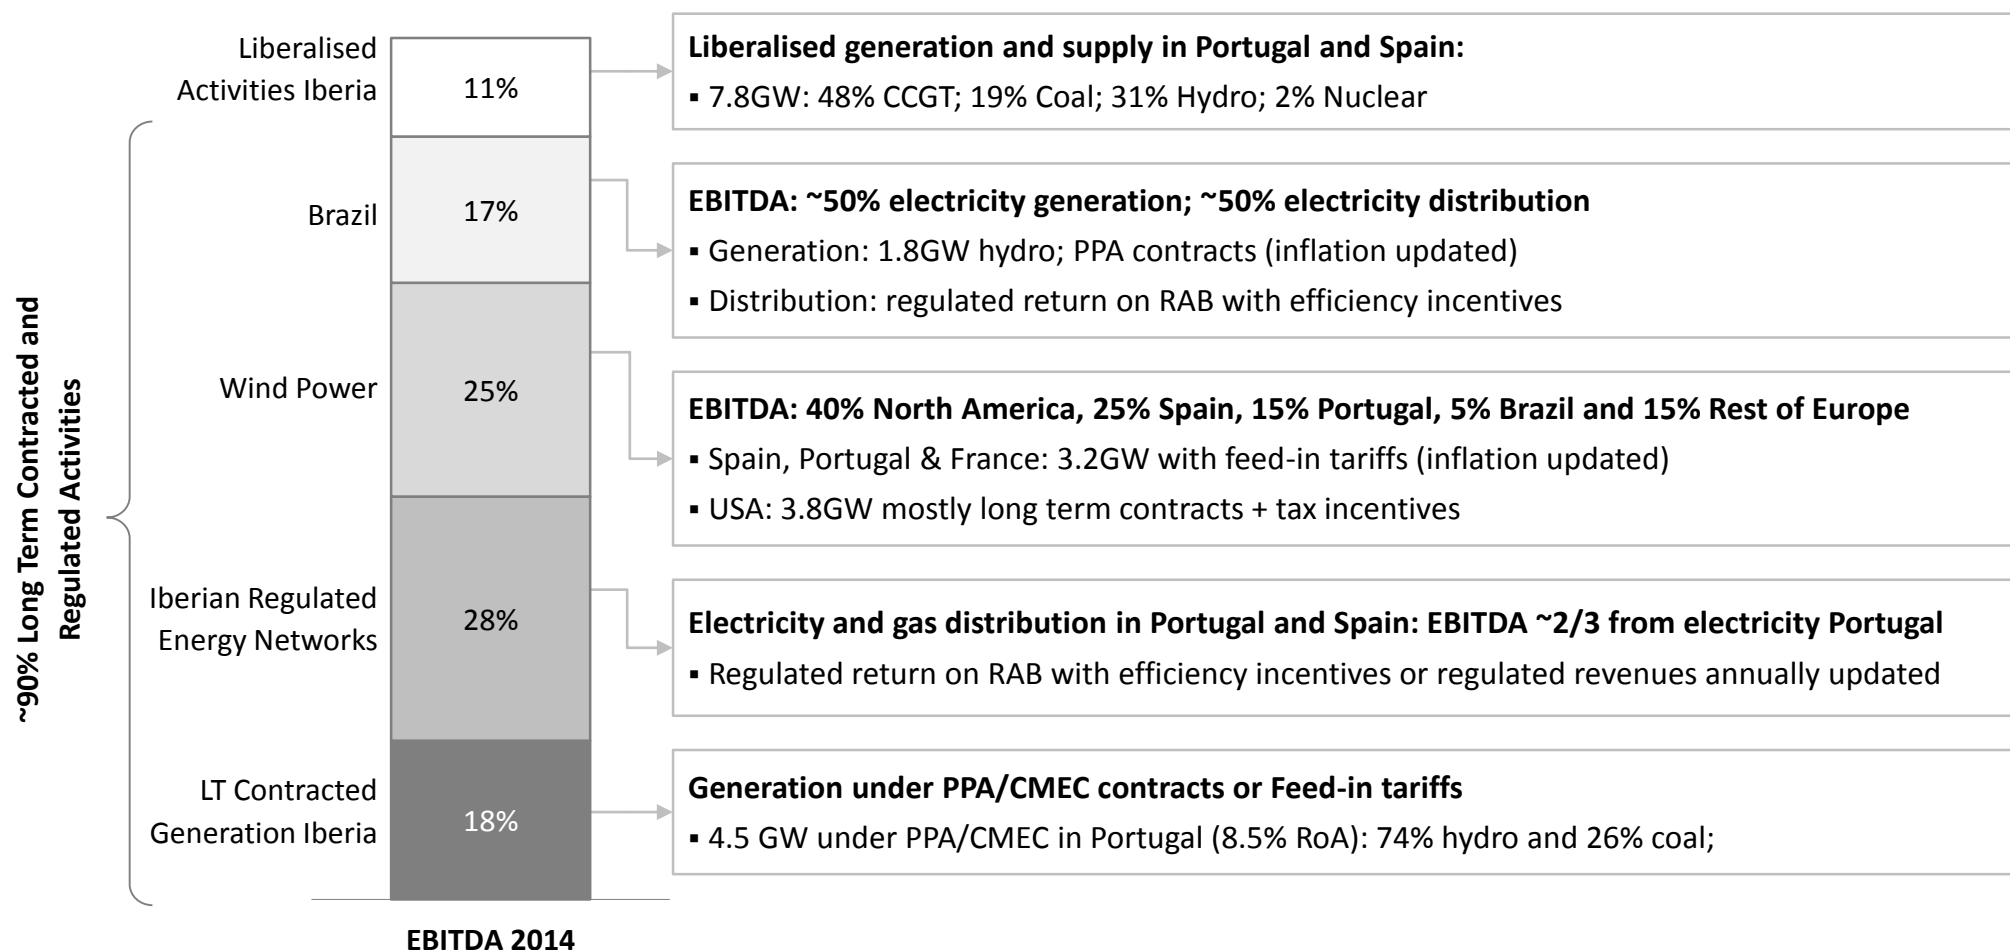 Liberalised
Activities Iberia
11%
Liberalised generation and supply in Portugal and Spain:
▪ 7.8GW: 48% CCGT; 19% Coal; 31% Hydro; 2% Nuclear
Brazil
17%
EBITDA: ~50% electricity generation; ~50% electricity distribution
▪ Generation: 1.8GW hydro; PPA contracts (inflation updated)
▪ Distribution: regulated return on RAB with efficiency incentives
~90% Long Term Contracted and
Regulated Activities
Wind Power
25%
EBITDA: 40% North America, 25% Spain, 15% Portugal, 5% Brazil and 15% Rest of Europe
▪ Spain, Portugal & France: 3.2GW with feed-in tariffs (inflation updated)
▪ USA: 3.8GW mostly long term contracts + tax incentives
Iberian Regulated
Energy Networks
28%
Electricity and gas distribution in Portugal and Spain: EBITDA ~2/3 from electricity Portugal
▪ Regulated return on RAB with efficiency incentives or regulated revenues annually updated
LT Contracted
Generation Iberia
18%
Generation under PPA/CMEC contracts or Feed-in tariffs
▪ 4.5 GW under PPA/CMEC in Portugal (8.5% RoA): 74% hydro and 26% coal;
EBITDA 2014